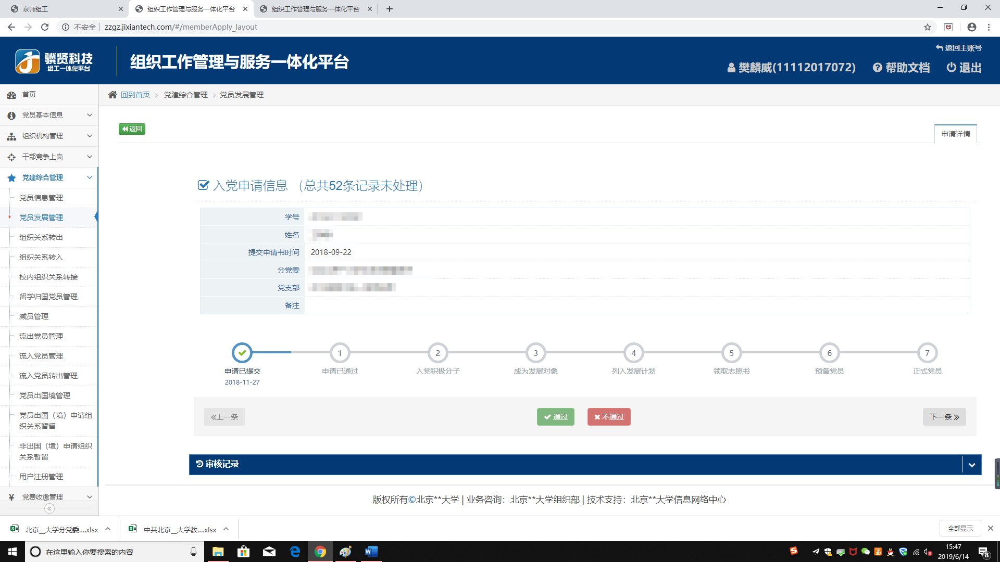 京师组工
组织工作管理与服务一体化平台
组织工作管理与服务一体化平台
不安全
zzgz.jixiantech.com/#/memberApply_layout
骥贤科技
组工一体化平台
组织工作管理与服务一体化平台
返回主账号
樊麟威(11112017072)
帮助文档
退出
首页
党员基本信息
组织机构管理
干部竞争上岗
党建综合管理
党员信息管理
党员发展管理
组织关系转出
组织关系转入
校内组织关系转接
留学归国党员管理
减员管理
流出党员管理
流入党员管理
流入党员转出管理
党员出国境管理
党员出国（境）申请组
织关系暂留
非出国（境）申请组织
关系暂留
用户注册管理
党费收缴管理
回到首页
党建综合管理
党员发展管理
返回
申请详情
入党申请信息 （总共52条记录未处理）
学号
姓名
提交申请书时间 2018-09-22
分党委
党支部
备注
1 2 3 4 5 6 7
申请已提交 申请已通过 入党积极分子 成为发展对象 列入发展计划 领取志愿书 预备党员 正式党员
2018-11-27
上一条
通过
不通过
下一条
审核记录
版权所有©北京**大学 | 业务咨询：北京**大学组织部 | 技术支持：北京**大学信息网络中心
北京__大学分党委....xlsx
中共北京__大学教....xlsx
全部显示
在这里输入你要搜索的内容
15:47
2019/6/14
8